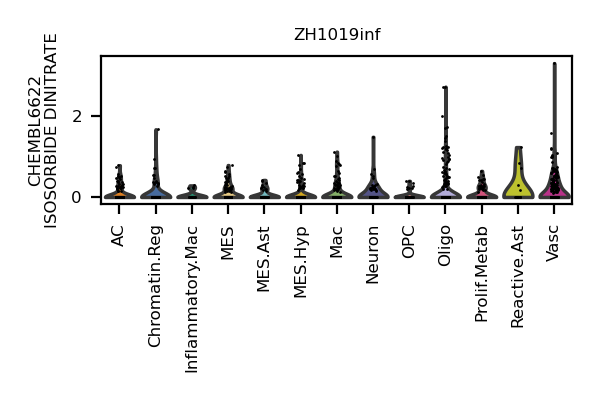 ZH1019inf
CHEMBL6622
ISOSORBIDE DINITRATE
2
0
AC
Chromatin.Reg
Inflammatory.Mac
MES
MES.Ast
MES.Hyp
Mac
Neuron
OPC
Oligo
Prolif.Metab
Reactive.Ast
Vasc